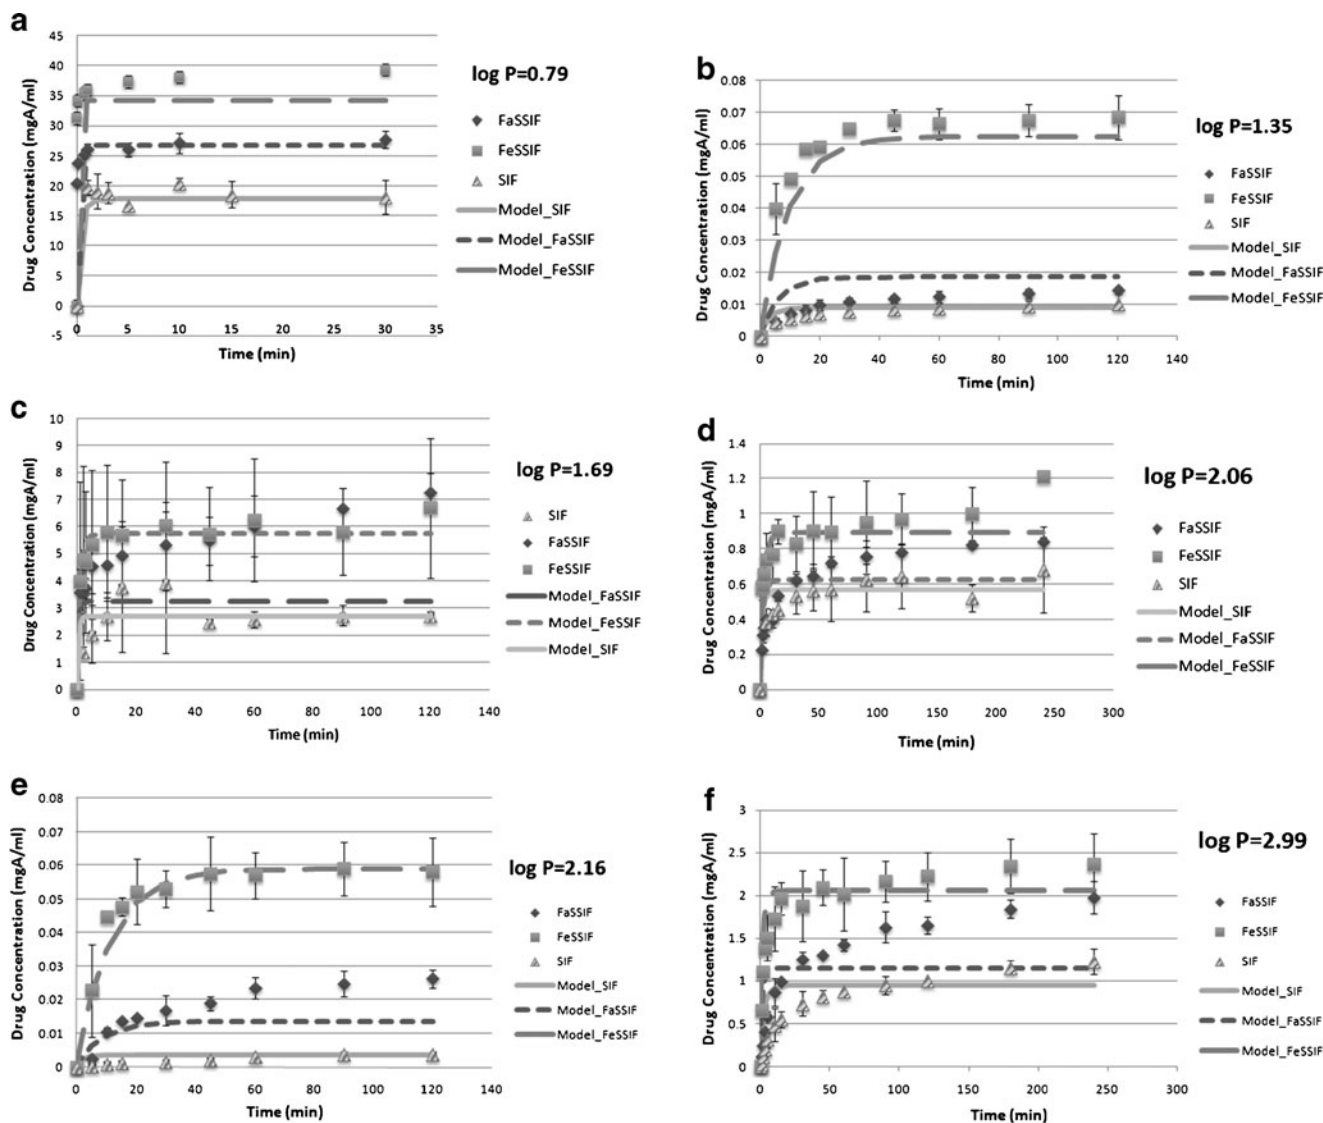 a
Drug Concentration (mgA/ml)
45
40
35
30
25
20
15
10
5
0
-5
0 5 10 15 20 25 30 35
Time (min)
log P=0.79
FaSSIF
FeSSIF
SIF
Model_SIF
Model_FaSSIF
Model_FeSSIF
b
Drug Concentration (mgA/ml)
0.08
0.07
0.06
0.05
0.04
0.03
0.02
0.01
0
0 20 40 60 80 100 120 140
Time (min)
log P=1.35
FaSSIF
FeSSIF
SIF
Model_SIF
Model_FaSSIF
Model_FeSSIF
c
Drug Concentration (mgA/ml)
10
9
8
7
6
5
4
3
2
1
0
0 20 40 60 80 100 120 140
Time (min)
log P=1.69
SIF
FaSSIF
FeSSIF
Model_FaSSIF
Model_FeSSIF
Model_SIF
d
Drug Concentration (mgA/ml)
1.4
1.2
1
0.8
0.6
0.4
0.2
0
0 50 100 150 200 250 300
Time (min)
log P=2.06
FaSSIF
FeSSIF
SIF
Model_SIF
Model_FaSSIF
Model_FeSSIF
e
Drug Concentration (mgA/ml)
0.08
0.07
0.06
0.05
0.04
0.03
0.02
0.01
0
0 20 40 60 80 100 120 140
Time (min)
log P=2.16
FaSSIF
FeSSIF
SIF
Model_SIF
Model_FaSSIF
Model_FeSSIF
f
Drug Concentration (mgA/ml)
3
2.5
2
1.5
1
0.5
0
0 50 100 150 200 250 300
Time (min)
log P=2.99
FaSSIF
FeSSIF
SIF
Model_SIF
Model_FaSSIF
Model_FeSSIF